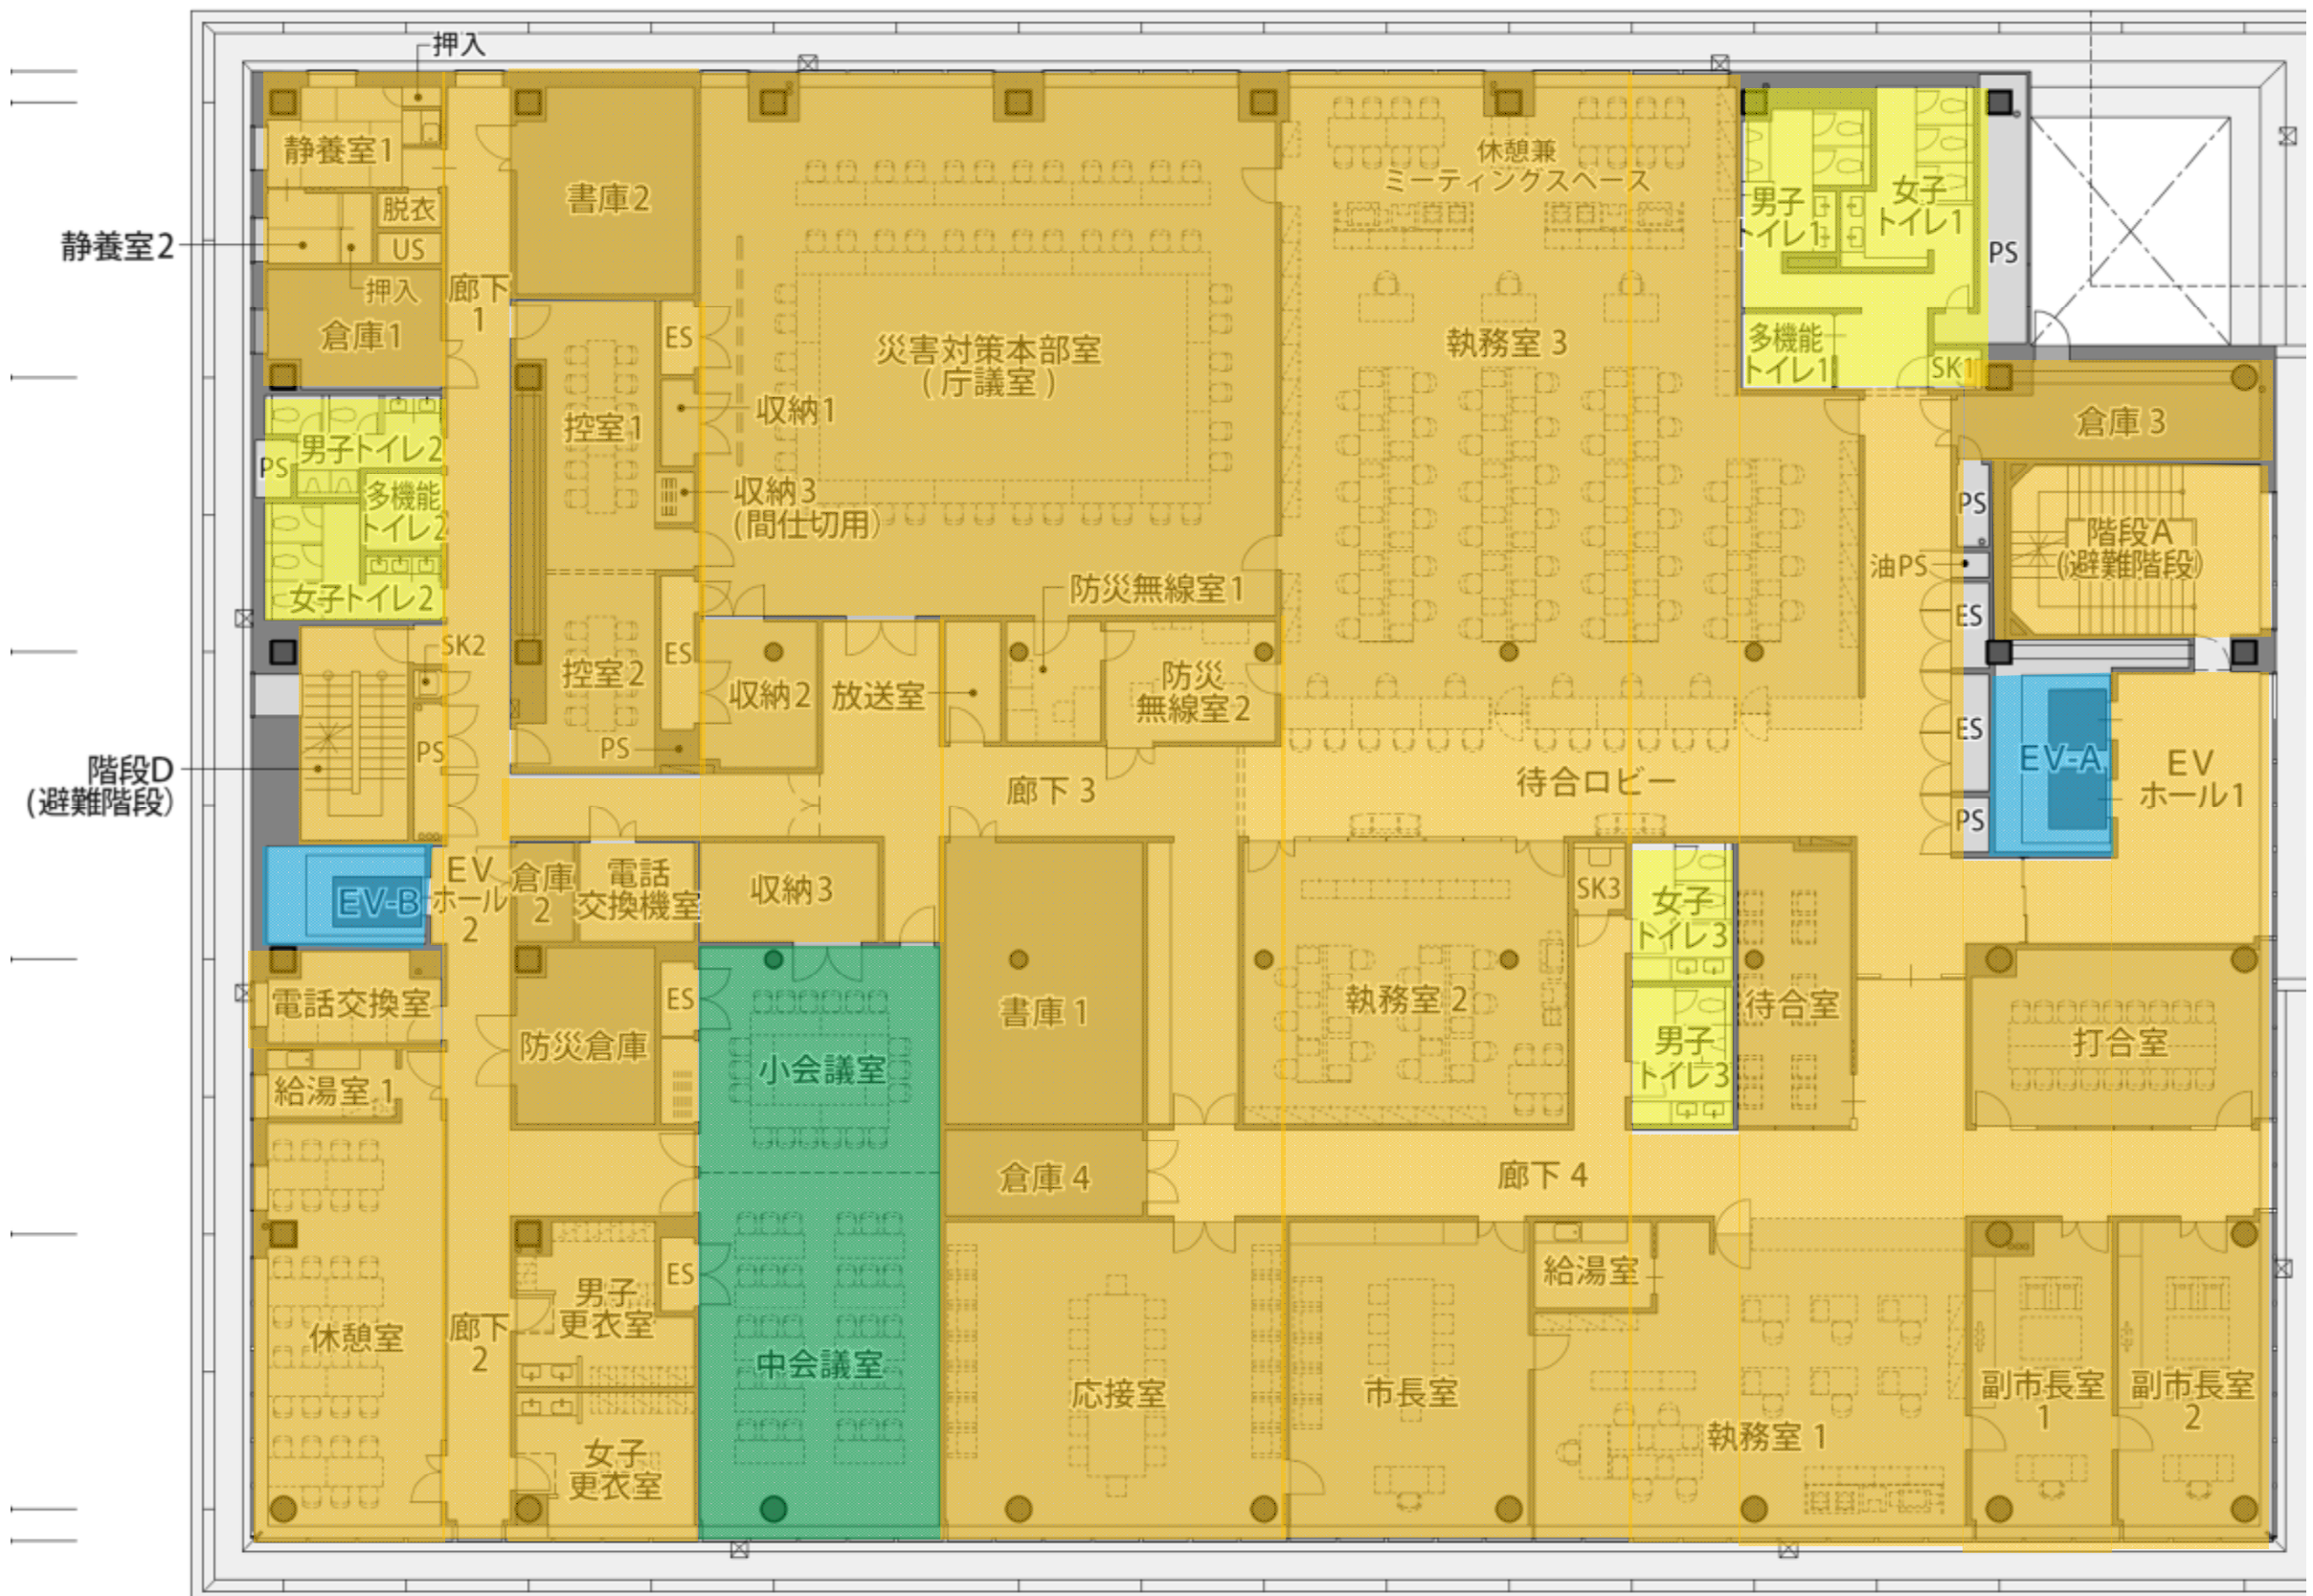 押入
静養室1
脱衣
US
静養室2
押入
倉庫1
廊下
1
書庫2
ES
控室1
収納1
収納3
(間仕切用)
災害対策本部室
(庁議室)
休憩兼
ミーティングスペース
執務室 3
男子
トイレ1
女子
トイレ1
多機能
トイレ1
SK1
PS
倉庫 3
男子トイレ2
PS
多機能
トイレ2
女子トイレ2
SK2
PS
階段D
(避難階段)
控室2
ES
PS
収納2
放送室
防災無線室1
防災
無線室2
PS
油PS
ES
ES
PS
階段A
(避難階段)
EV-A
EV
ホール1
廊下 3
待合ロビー
EV-B
EV
ホール
2
倉庫
2
電話
交換機室
収納3
電話交換室
給湯室 1
防災倉庫
ES
小会議室
書庫 1
執務室 2
SK3
女子
トイレ3
男子
トイレ3
待合室
打合室
倉庫 4
廊下 4
休憩室
廊下
2
男子
更衣室
ES
女子
更衣室
中会議室
応接室
市長室
給湯室
執務室 1
副市長室
1
副市長室
2